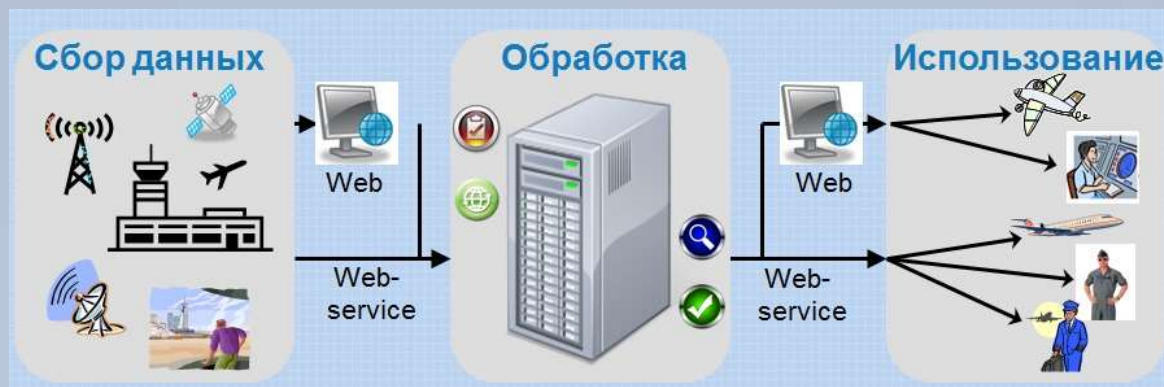 Сбор данных
Обработка
Использование
Web
Web
Web-
service
Web-
service